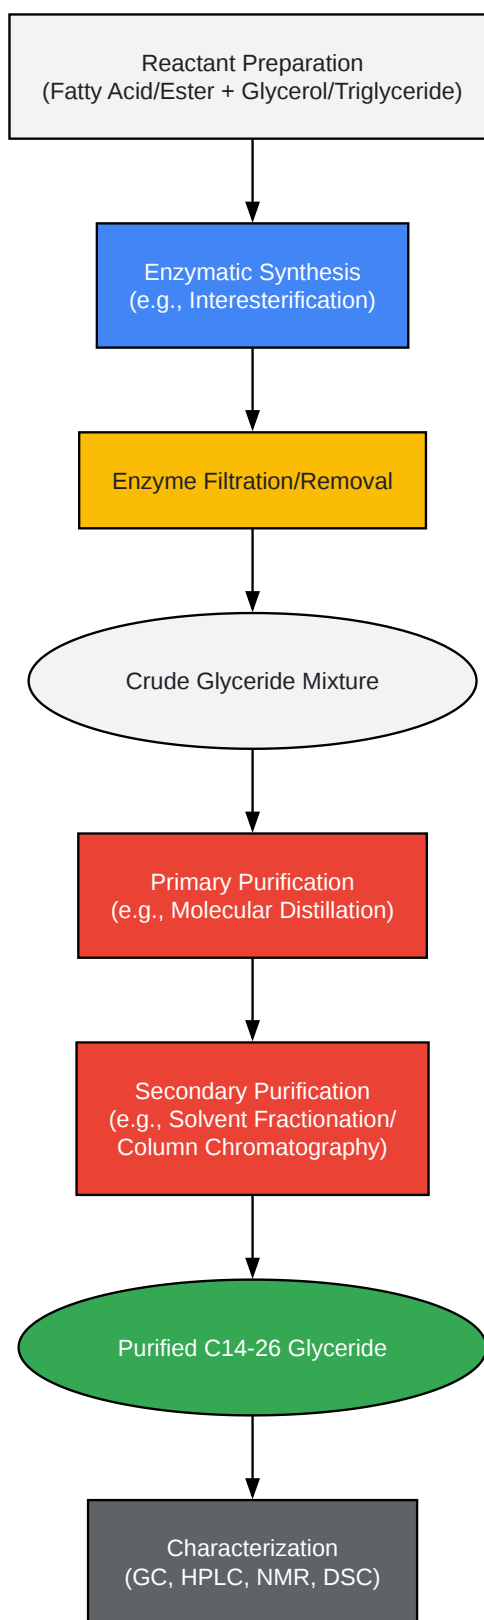 Reactant Preparation
(Fatty Acid/Ester + Glycerol/Triglyceride)
Enzymatic Synthesis
(e.g., Interesterification)
Enzyme Filtration/Removal
Crude Glyceride Mixture
Primary Purification
(e.g., Molecular Distillation)
Secondary Purification
(e.g., Solvent Fractionation/
Column Chromatography)
Purified C14-26 Glyceride
Characterization
(GC, HPLC, NMR, DSC)